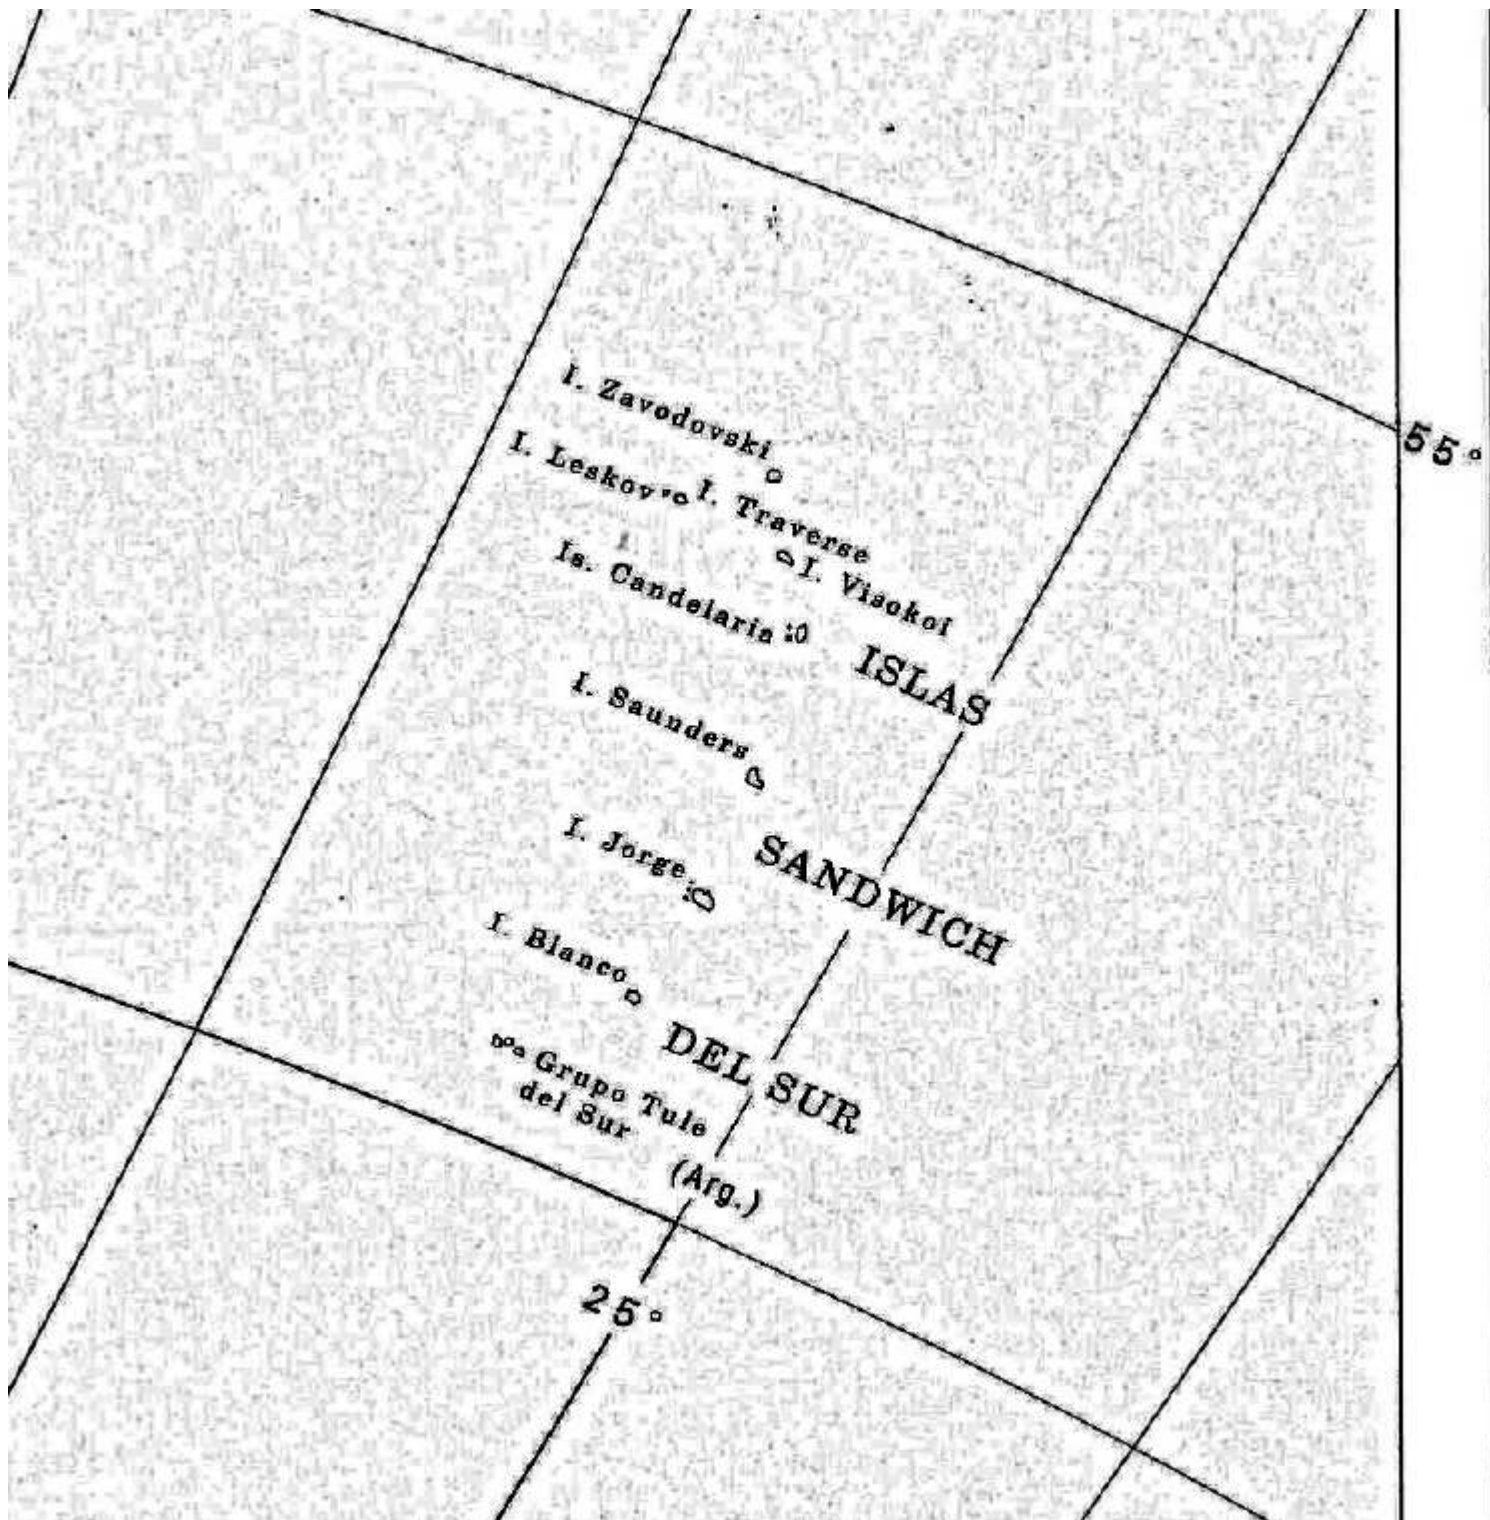 55°
I. Zavodovski
I. Leskov
I. Traverse
I. Visokoi
Is. Candelaria
ISLAS
I. Saunders
SANDWICH
I. Jorge
I. Blanco
DEL SUR
Grupo Tule
del Sur
(Arg.)
25°